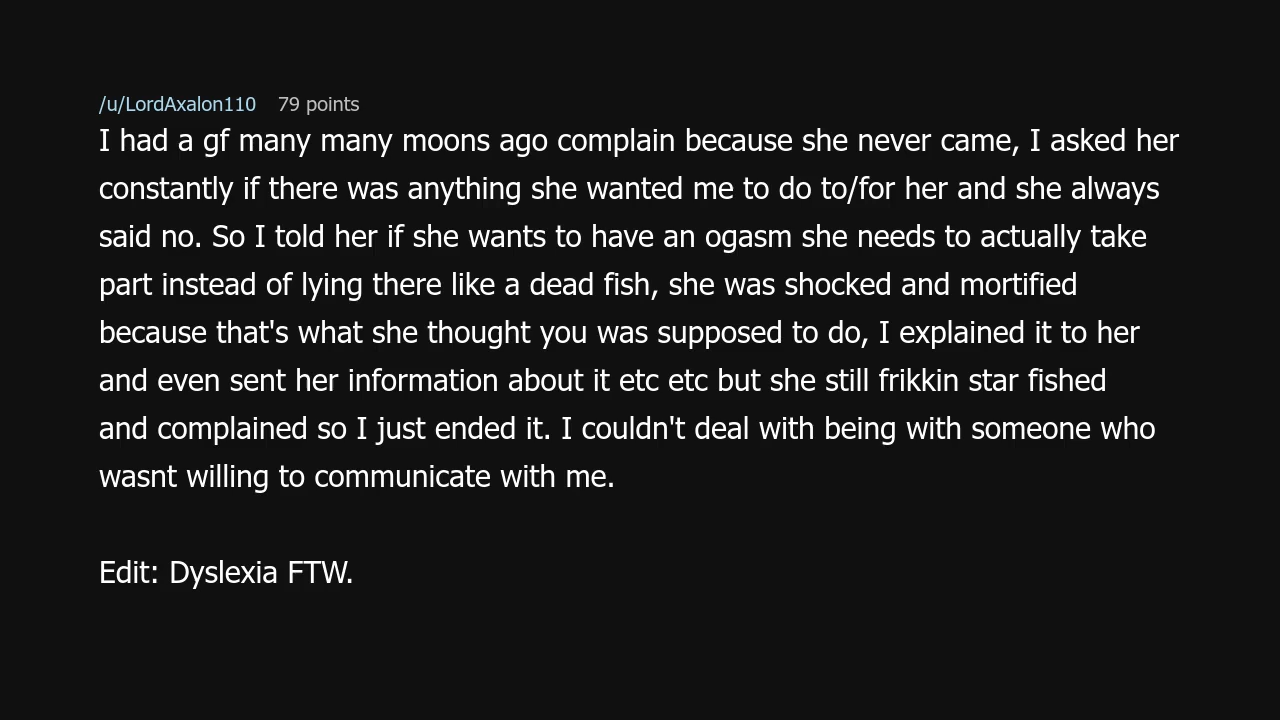 /u/LordAxalon110 79 points
I had a gf many many moons ago complain because she never came, I asked her
constantly if there was anything she wanted me to do to/for her and she always
said no. So I told her if she wants to have an ogasm she needs to actually take
part instead of lying there like a dead fish, she was shocked and mortified
because that's what she thought you was supposed to do, I explained it to her
and even sent her information about it etc etc but she still frikkin star fished
and complained so I just ended it. I couldn't deal with being with someone who
wasnt willing to communicate with me.
Edit: Dyslexia FTW.